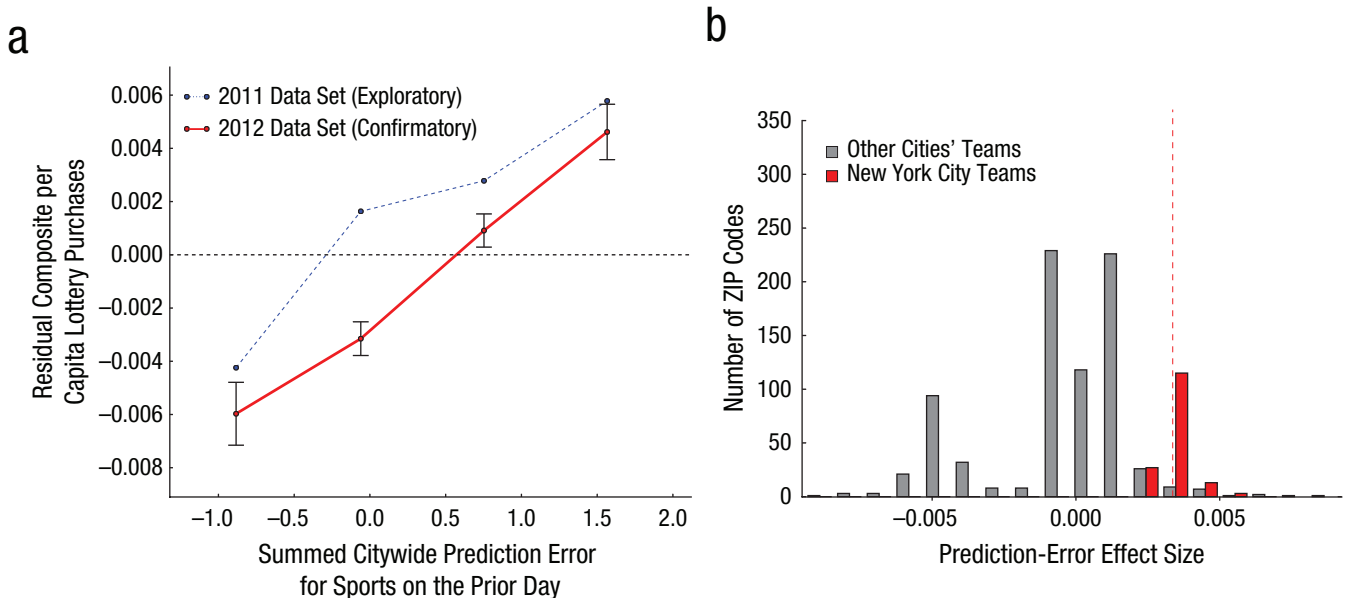 a
0.006
0.004
0.002
0.000
–0.002
–0.004
–0.006
–0.008
Residual Composite per
Capita Lottery Purchases
2011 Data Set (Exploratory)
2012 Data Set (Confirmatory)
–1.0
–0.5
0.0
0.5
1.0
1.5
2.0
Summed Citywide Prediction Error
for Sports on the Prior Day
b
350
300
250
200
150
100
50
0
Number of ZIP Codes
Other Cities’ Teams
New York City Teams
–0.005
0.000
0.005
Prediction-Error Effect Size